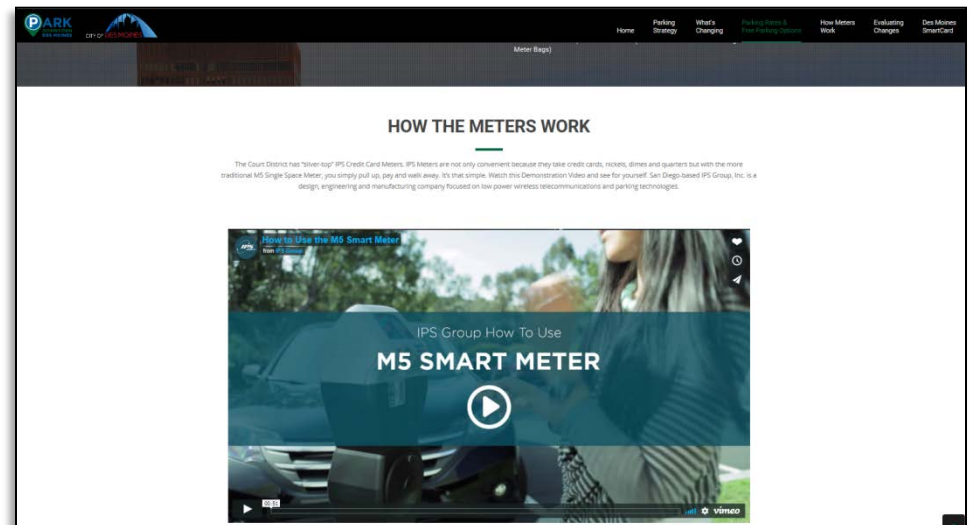 PARK
DOWNTOWN
DES MOINES
CITY OF DES MOINES
Home
Parking Strategy
What's Changing
Parking Rates & Free Parking Options
How Meters Work
Evaluating Changes
Des Moines SmartCard
Meter Bags)
HOW THE METERS WORK
The Court District has "silver-top" IPS Credit Card Meters. IPS Meters are not only convenient because they take credit cards, nickels, dimes and quarters but with the more
traditional M5 Single Space Meter, you simply pull up, pay and walk away. It's that simple. Watch this Demonstration Video and see for yourself. San Diego-based IPS Group, Inc. is a
design, engineering and manufacturing company focused on low power wireless telecommunications and parking technologies.
How to Use the M5 Smart Meter
from IPS Group
IPS Group How To Use
M5 SMART METER
00:01
vimeo